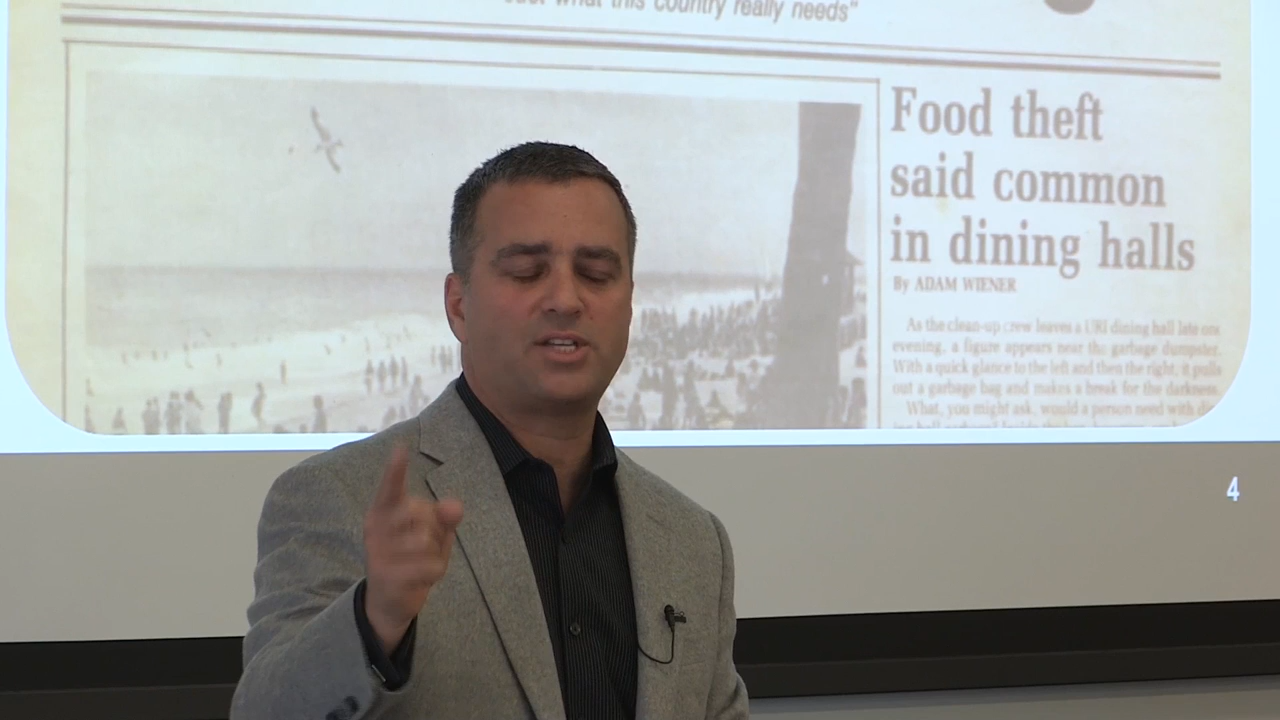 what this country really needs"
Food theft
said common
in dining halls
By ADAM WIENER
As the clean-up crew leaves a URI dining hall late one
evening, a figure appears near the garbage dumpster.
With a quick glance to the left and then the right, it pulls
out a garbage bag and makes a break for the darkness.
What, you might ask, would a person need with
4